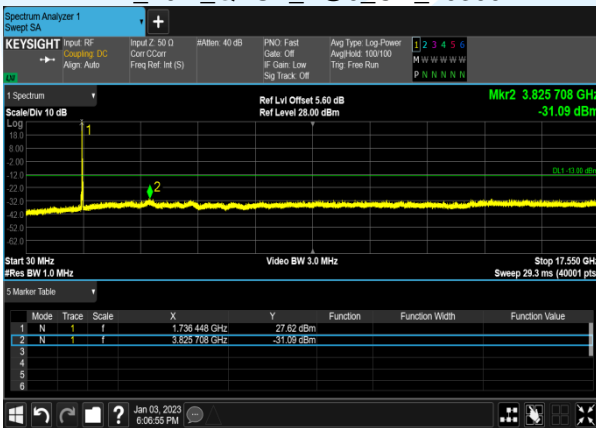 Spectrum Analyzer 1
Swept SA
+
KEYSIGHT Input: RF Input Z: 50 Ω #Atten: 40 dB PNO: Fast Avg Type: Log-Power 1 2 3 4 5 6
Coupling: DC Corr CCorr Gate: Off Avg|Hold: 100/100 M W W W W W
Align: Auto Freq Ref: Int (S) IF Gain: Low Trig: Free Run
Sig Track: Off P N N N N N
LW
1 Spectrum Ref Lvl Offset 5.60 dB Mkr2 3.825 708 GHz
Scale/Div 10 dB Ref Level 28.00 dBm -31.09 dBm
Log
18.0
8.00
-2.00
-12.0
-22.0
-32.0
-42.0
-52.0
-62.0
1
2
DL1 -13.00 dBm
Start 30 MHz Video BW 3.0 MHz Stop 17.550 GHz
#Res BW 1.0 MHz Sweep 29.3 ms (40001 pts)
5 Marker Table
Mode Trace Scale X Y Function Function Width Function Value
1 N 1 f 1.736 448 GHz 27.62 dBm
2 N 1 f 3.825 708 GHz -31.09 dBm
3
4
5
6
? Jan 03, 2023
6:06:55 PM